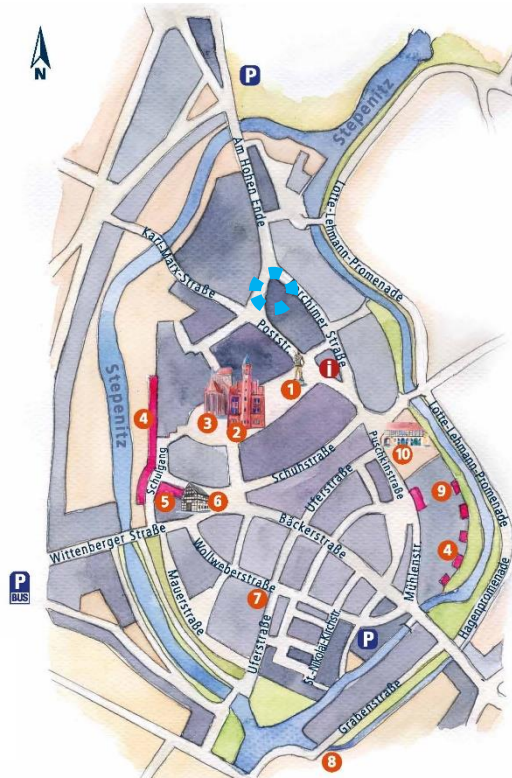 N
P
Stepenitz
Am Hohen Ende
Lotte-Lehmann-Promenade
Karl-Marx-Straße
Poststr.
Straße
i
1
Stepenitz
4
3
2
10
Lotte-Lehmann-Promenade
Puschkinstraße
Schuhstraße
Uferstraße
9
Schulgang
5
6
Bäckerstraße
Wittenberger Straße
4
Mühlenstr.
Wollweberstraße
Mauerstraße
P
BUS
7
Hagenpromenade
Uferstraße
St.-Nikolai-Kirchstr.
P
Grabenstraße
8